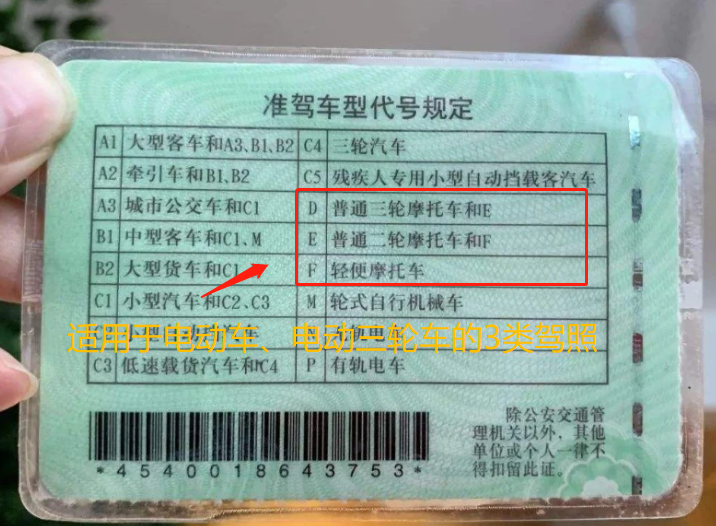 准驾车型代号规定
A1 大型客车和A3、B1、B2 C4 三轮汽车
A2 牵引车和B1、B2 C5 残疾人专用小型自动挡载客汽车
A3 城市公交车和C1 D 普通三轮摩托车和E
B1 中型客车和C1、M E 普通二轮摩托车和F
B2 大型货车和C1 F 轻便摩托车
C1 小型汽车和C2、C3 M 轮式自行机械车
适用于电动车、电动三轮车的3类驾照
C3 低速载货汽车和C4 P 有轨电车
除公安交通管
理机关以外，其他
单位或个人一律不
得扣留此证。
*4540018643753*